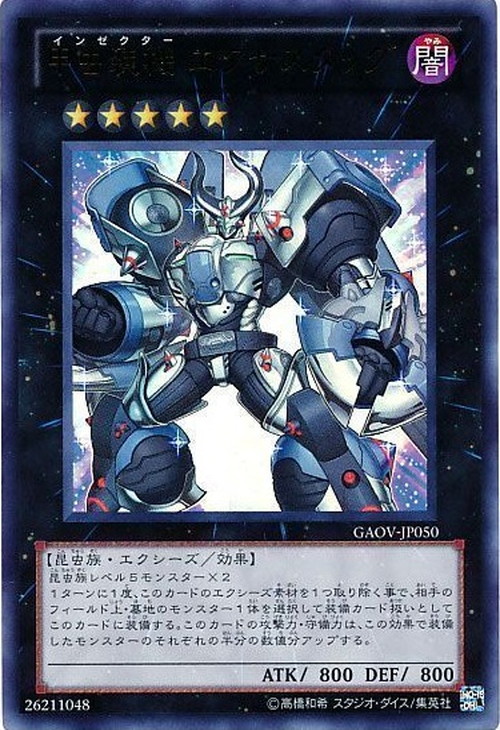 インゼクター
やみ
闇
GAOV-JP050
【昆虫族・エクシーズ／効果】
昆虫族レベル５モンスター×２
１ターンに１度、このカードのエクシーズ素材を１つ取り除く事で、相手の
フィールド上・墓地のモンスター１体を選択して装備カード扱いとして
このカードに装備する。このカードの攻撃力・守備力は、この効果で装備
したモンスターのそれぞれの半分の数値分アップする。
ATK/ 800 DEF/ 800
26211048
©高橋和希 スタジオ・ダイス/集英社